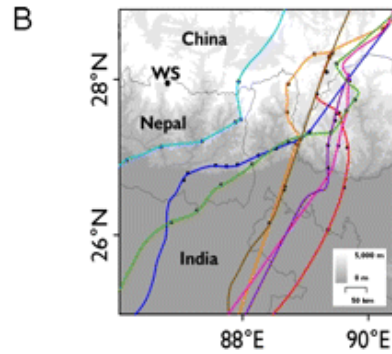 B
China
WS
28°N
Nepal
26°N
India
5,000 m
0 m
50 km
88°E
90°E